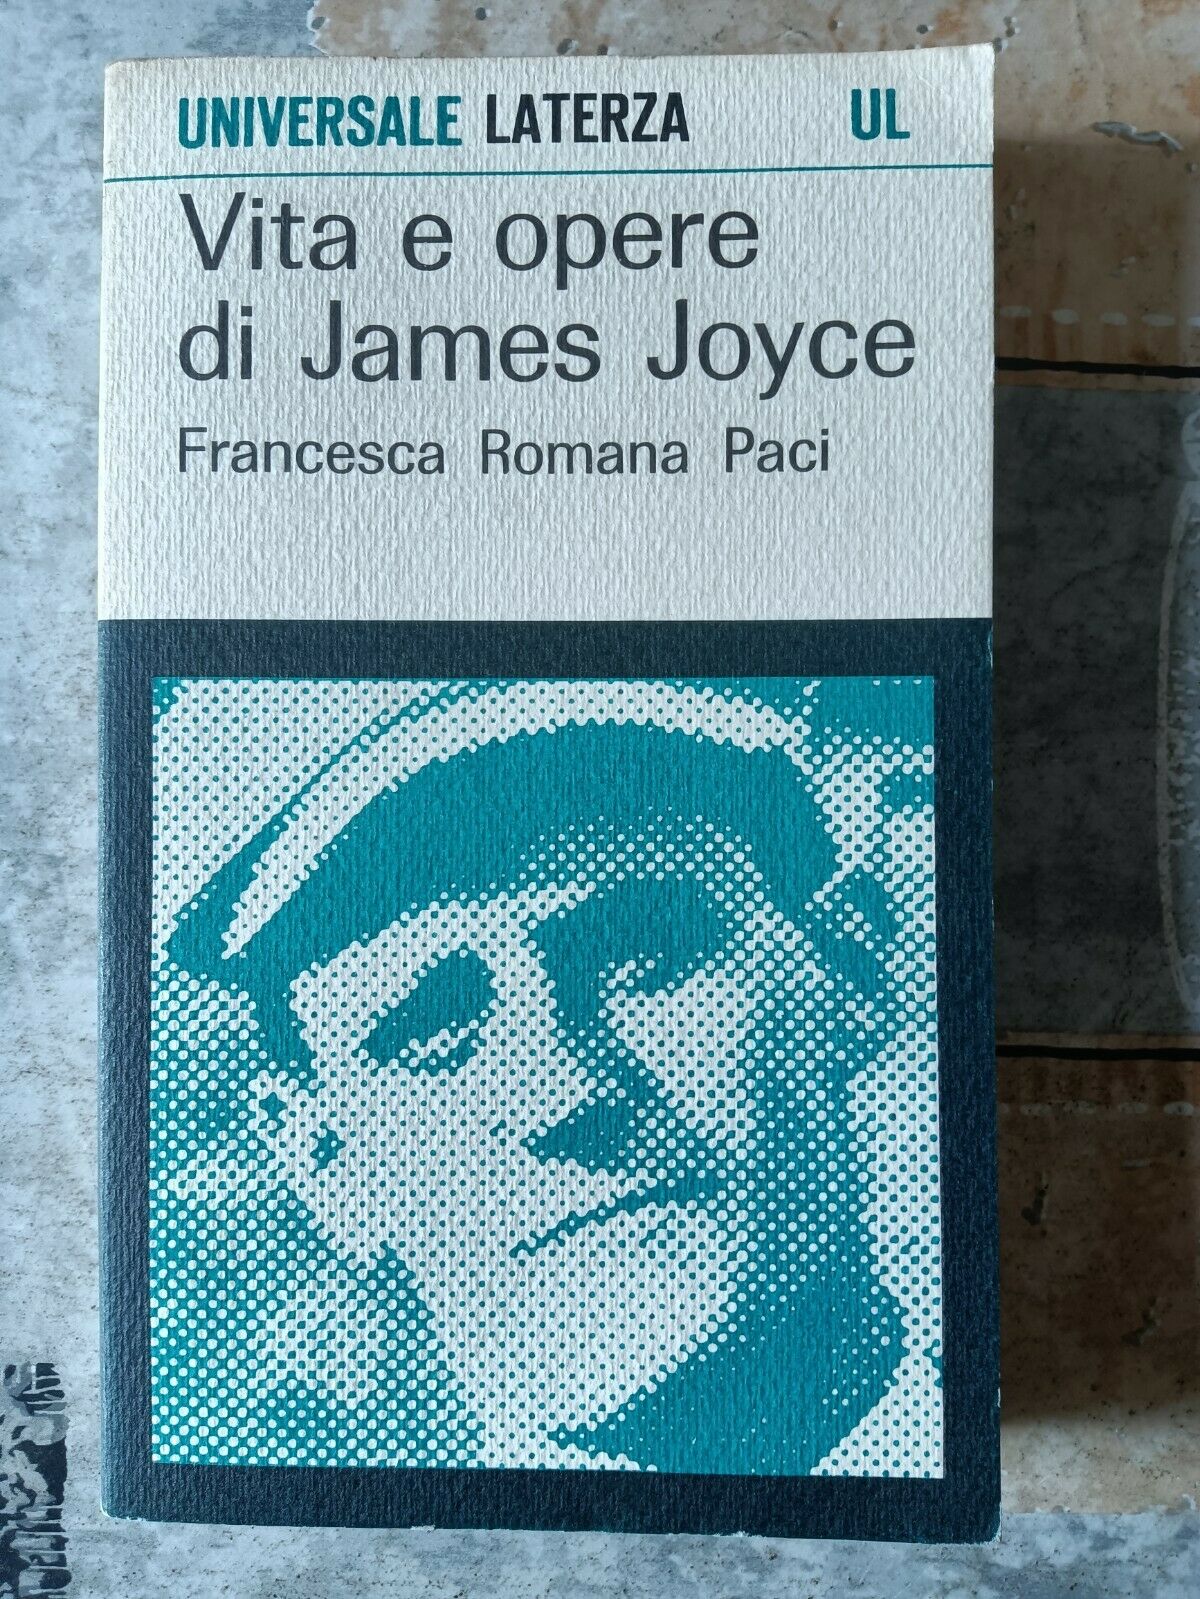 UNIVERSALE LATERZA UL
Vita e opere
di James Joyce
Francesca Romana Paci